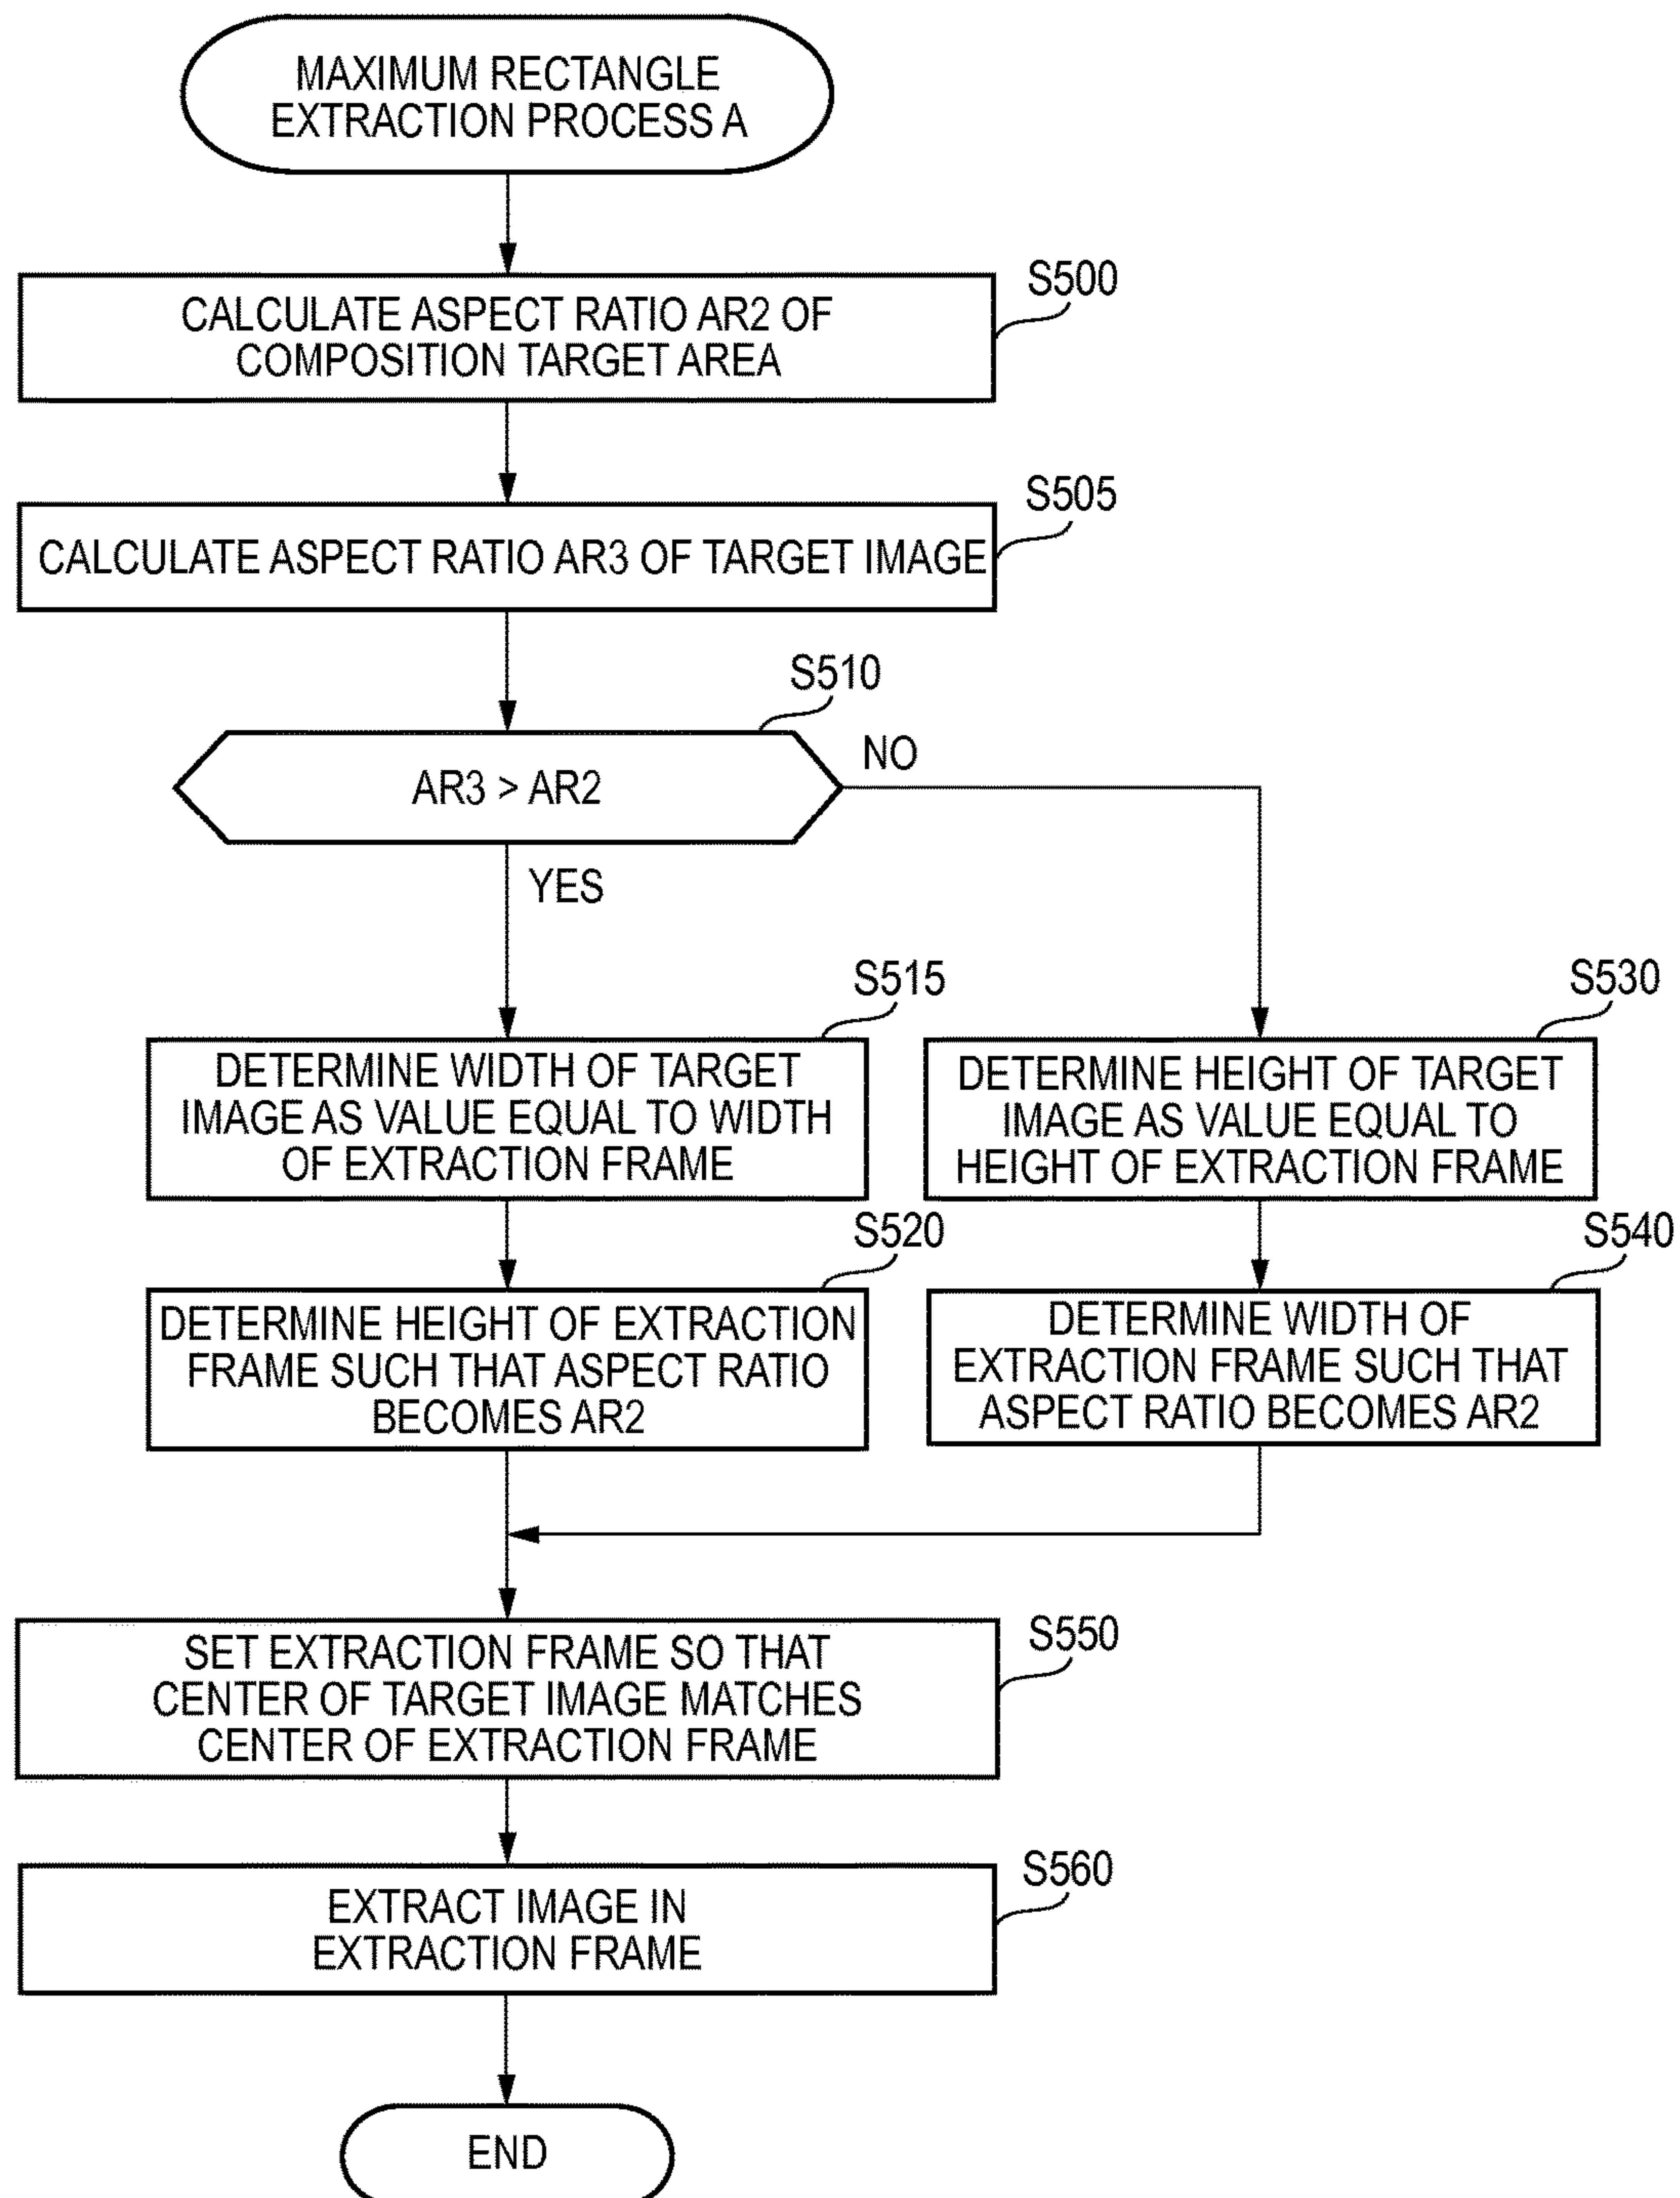 MAXIMUM RECTANGLE
EXTRACTION PROCESS A
S500
CALCULATE ASPECT RATIO AR2 OF
COMPOSITION TARGET AREA
S505
CALCULATE ASPECT RATIO AR3 OF TARGET IMAGE
S510
AR3 > AR2
NO
YES
S515
DETERMINE WIDTH OF TARGET
IMAGE AS VALUE EQUAL TO WIDTH
OF EXTRACTION FRAME
S530
DETERMINE HEIGHT OF TARGET
IMAGE AS VALUE EQUAL TO
HEIGHT OF EXTRACTION FRAME
S520
DETERMINE HEIGHT OF EXTRACTION
FRAME SUCH THAT ASPECT RATIO
BECOMES AR2
S540
DETERMINE WIDTH OF
EXTRACTION FRAME SUCH THAT
ASPECT RATIO BECOMES AR2
S550
SET EXTRACTION FRAME SO THAT
CENTER OF TARGET IMAGE MATCHES
CENTER OF EXTRACTION FRAME
S560
EXTRACT IMAGE IN
EXTRACTION FRAME
END